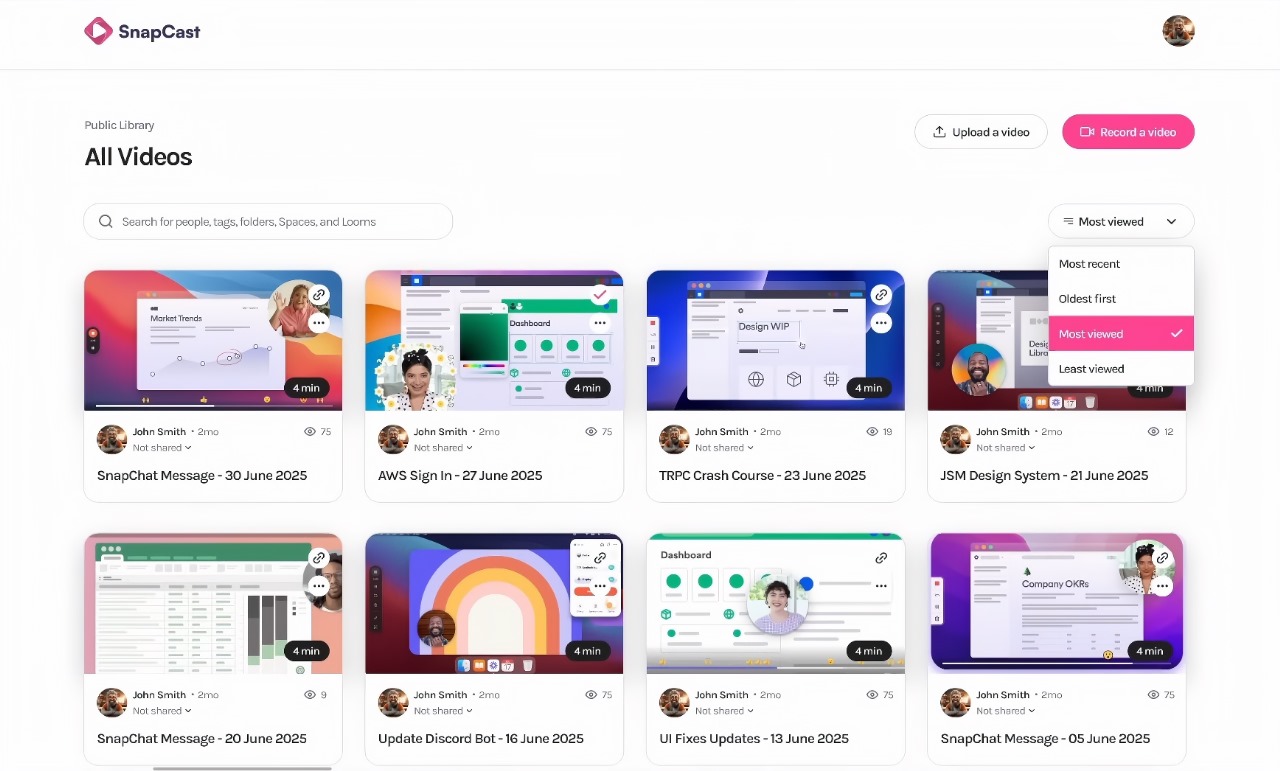 SnapCast
Public Library
All Videos
Upload a video
Record a video
Search for people, tags, folders, Spaces, and Looms
Most viewed
Most recent
Oldest first
Most viewed
Least viewed
Market Trends
4 min
John Smith • 2mo
75
Not shared
SnapChat Message - 30 June 2025
Dashboard
4 min
John Smith • 2mo
75
Not shared
AWS Sign In - 27 June 2025
Design WIP
4 min
John Smith • 2mo
19
Not shared
TRPC Crash Course - 23 June 2025
17
4 min
John Smith • 2mo
12
Not shared
JSM Design System - 21 June 2025
4 min
John Smith • 2mo
9
Not shared
SnapChat Message - 20 June 2025
17
4 min
John Smith • 2mo
75
Not shared
Update Discord Bot - 16 June 2025
Dashboard
4 min
John Smith • 2mo
75
Not shared
UI Fixes Updates - 13 June 2025
Company OKRs
4 min
John Smith • 2mo
75
Not shared
SnapChat Message - 05 June 2025